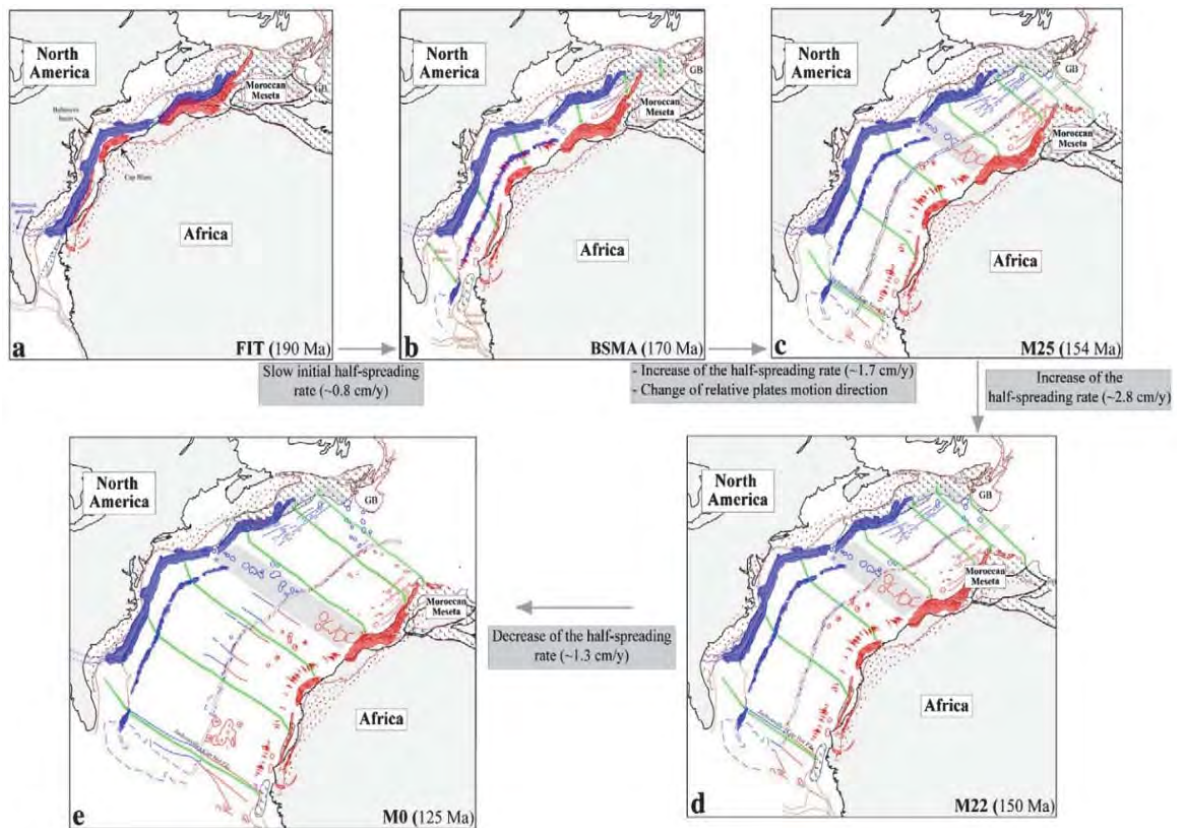 North
America
Moroccan
Meseta
GB
Cap Blanc
Africa
a
FIT (190 Ma)
North
America
GB
Moroccan
Meseta
Africa
b
BSMA (170 Ma)
North
America
GB
Moroccan
Meseta
Africa
c
M25 (154 Ma)
Slow initial half-spreading
rate (~0.8 cm/y)
- Increase of the half-spreading rate (~1.7 cm/y)
- Change of relative plates motion direction
Increase of the
half-spreading rate (~2.8 cm/y)
North
America
GB
Moroccan
Meseta
Africa
e
M0 (125 Ma)
Decrease of the half-spreading
rate (~1.3 cm/y)
North
America
GB
Moroccan
Meseta
Africa
d
M22 (150 Ma)